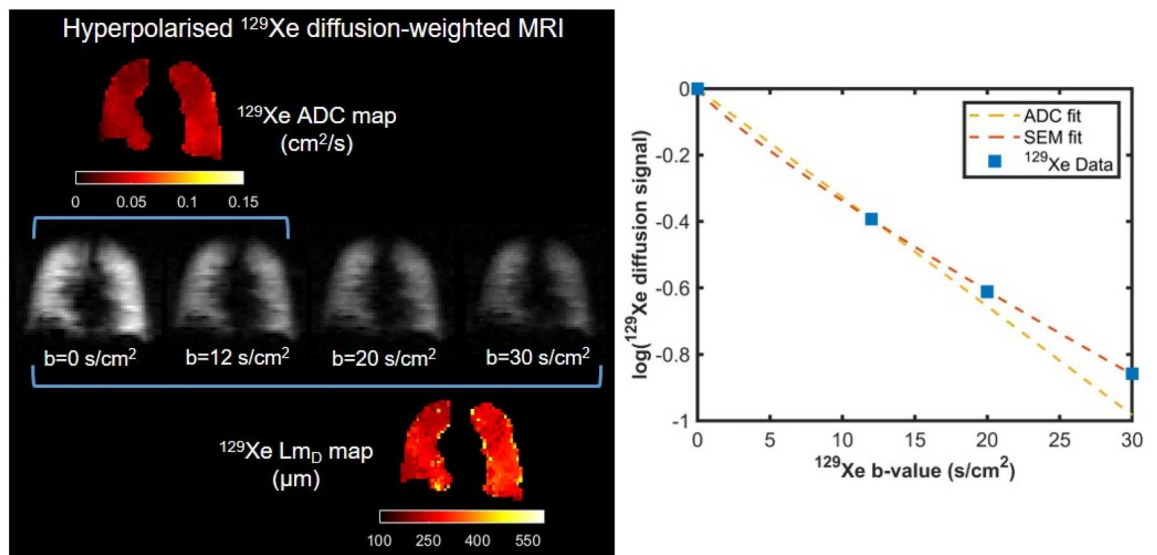 Hyperpolarised ¹²⁹Xe diffusion-weighted MRI
¹²⁹Xe ADC map
(cm²/s)
0 0.05 0.1 0.15
b=0 s/cm² b=12 s/cm² b=20 s/cm² b=30 s/cm²
¹²⁹Xe Lm_D map
(μm)
100 250 400 550
log(¹²⁹Xe diffusion signal)
0
-0.2
-0.4
-0.6
-0.8
-1
ADC fit
SEM fit
¹²⁹Xe Data
0 5 10 15 20 25 30
¹²⁹Xe b-value (s/cm²)